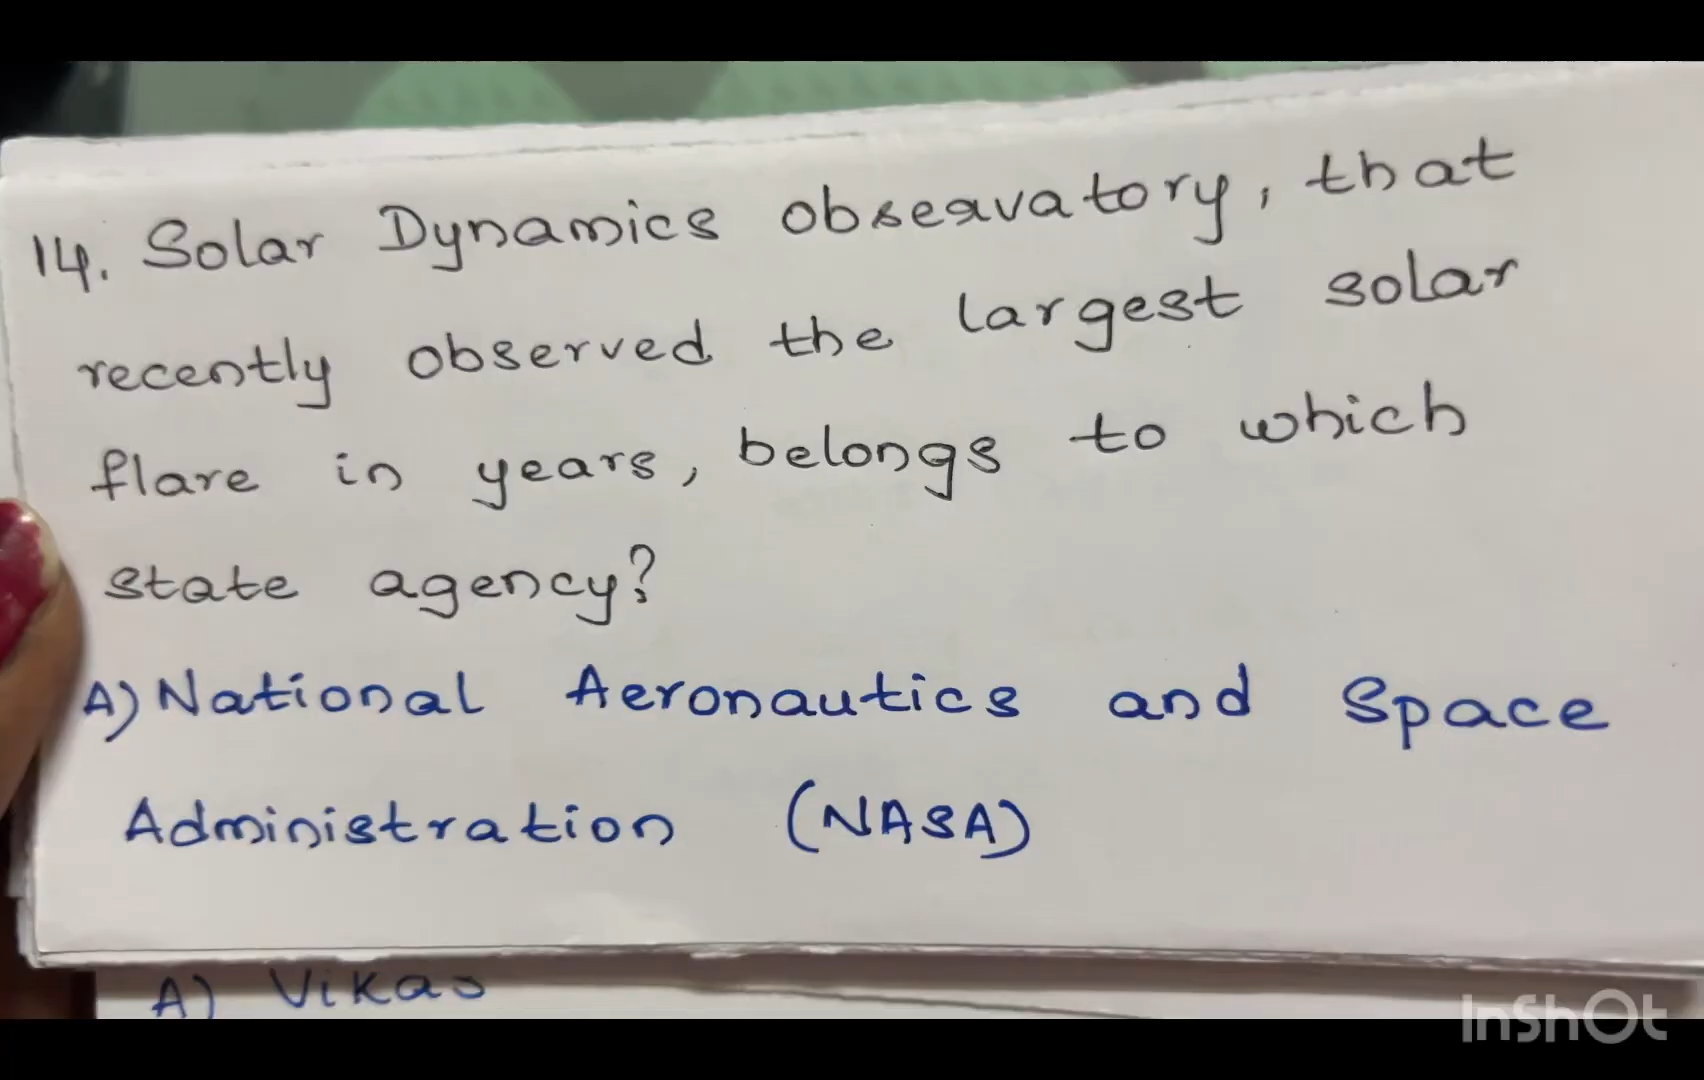 14. Solar Dynamics observatory, that
recently observed the largest solar
flare in years, belongs to which
state agency?
A) National Aeronautics and Space
Administration (NASA)
A) Vikas
InShOt